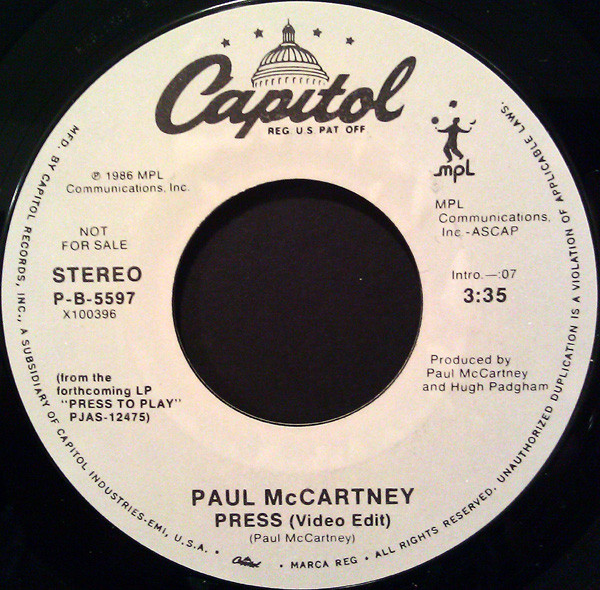 Capitol
REG. U.S. PAT. OFF
mpL
℗ 1986 MPL
Communications, Inc.
NOT
FOR SALE
STEREO
P-B-5597
X100396
(from the
forthcoming LP
"PRESS TO PLAY"
PJAS-12475)
MPL
Communications,
Inc.-ASCAP
Intro.—:07
3:35
Produced by
Paul McCartney
and Hugh Padgham
PAUL McCARTNEY
PRESS (Video Edit)
(Paul McCartney)
MFD. BY CAPITOL RECORDS, INC., A SUBSIDIARY OF CAPITOL INDUSTRIES-EMI, U.S.A. • Capitol • MARCA REG • ALL RIGHTS RESERVED. UNAUTHORIZED DUPLICATION IS A VIOLATION OF APPLICABLE LAWS.